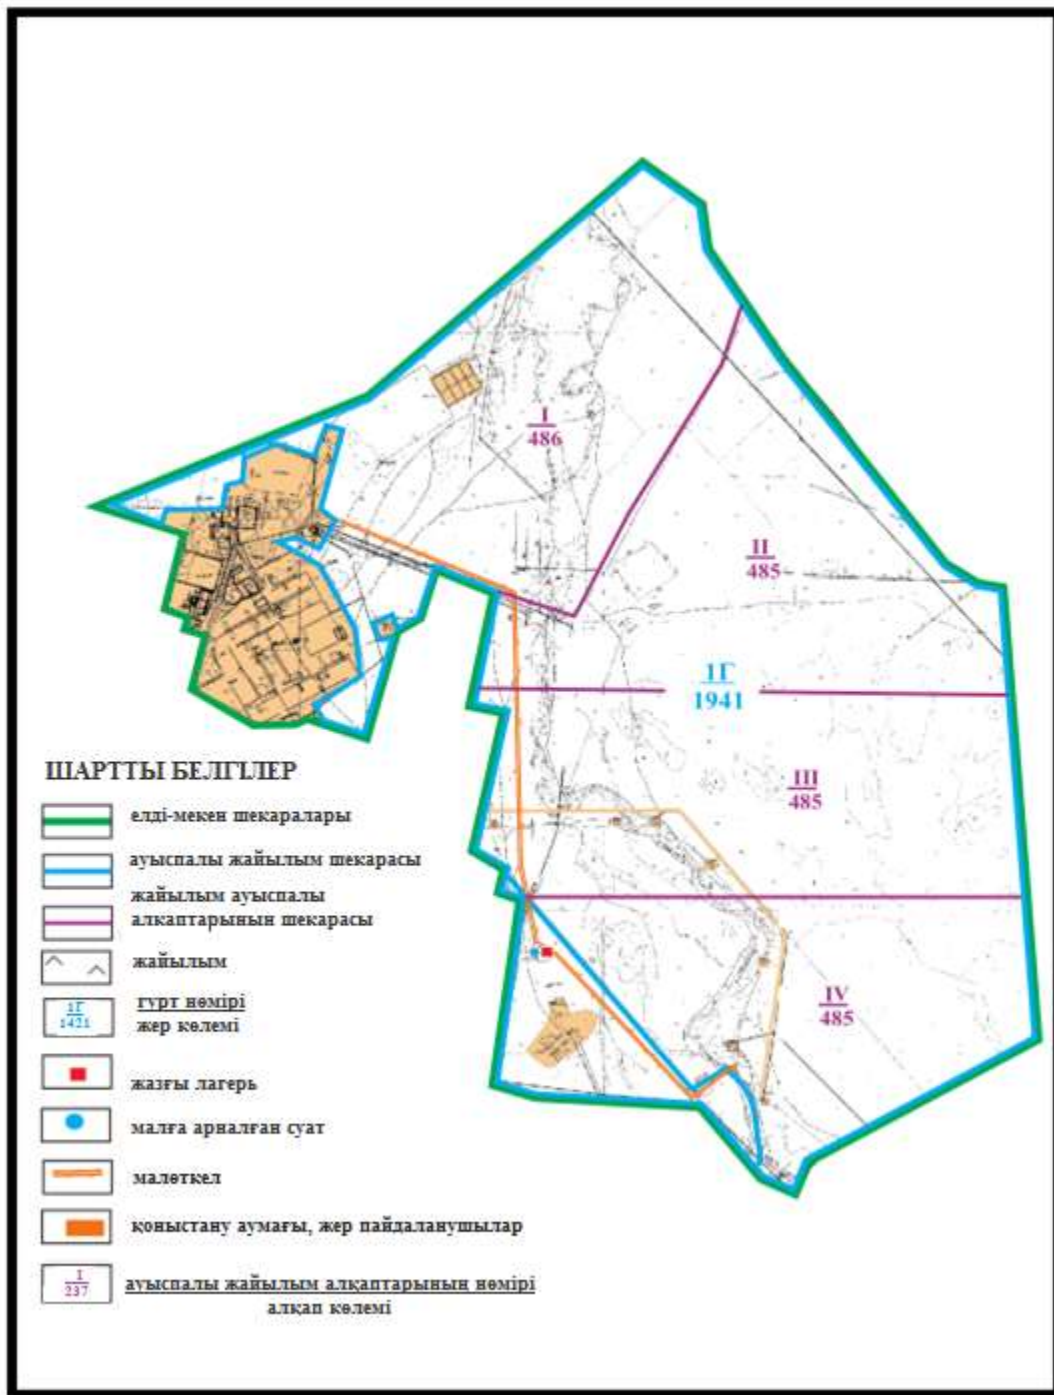 I
486
II
485
1Г
1941
III
485
IV
485
ШАРТТЫ БЕЛГІЛЕР
елді-мекен шекаралары
ауыспалы жайылым шекарасы
жайылым ауыспалы
алкаптарынын шекарасы
жайылым
1Г
1421
гурт нөмірі
жер көлемі
жазғы лагерь
малға арналған суат
малөткел
қоныстану аумағы, жер пайдаланушылар
I
237
ауыспалы жайылым алқаптарынын нөмірі
алқап көлемі